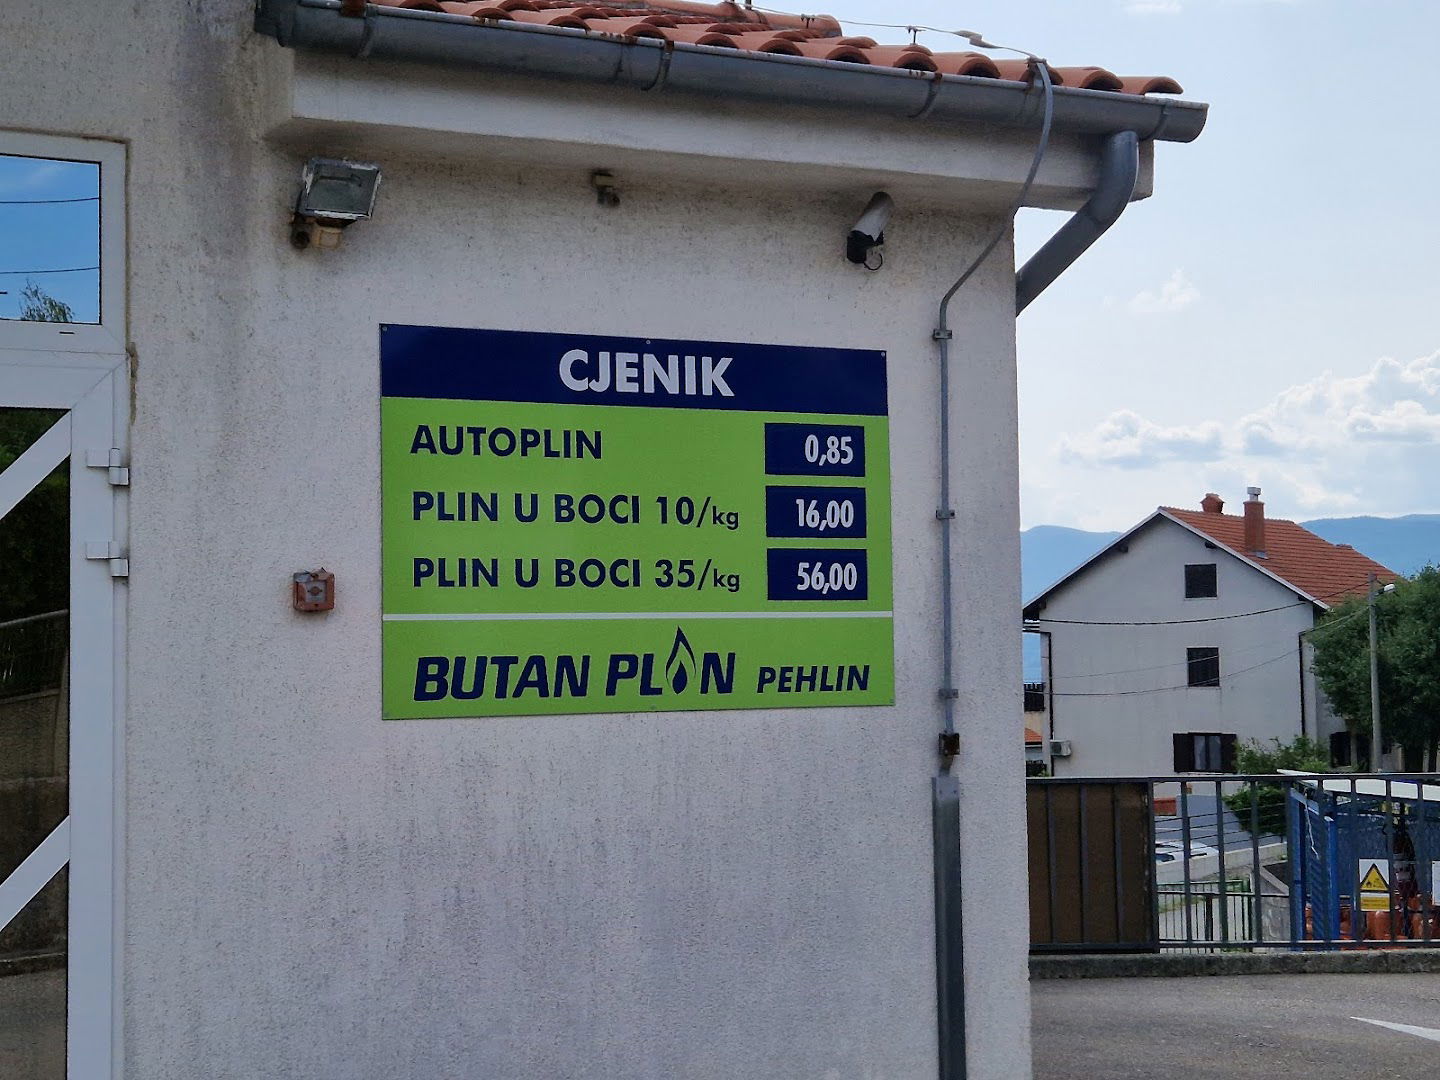 CJENIK
AUTOPLIN 0,85
PLIN U BOCI 10/kg 16,00
PLIN U BOCI 35/kg 56,00
BUTAN PLIN PEHLIN